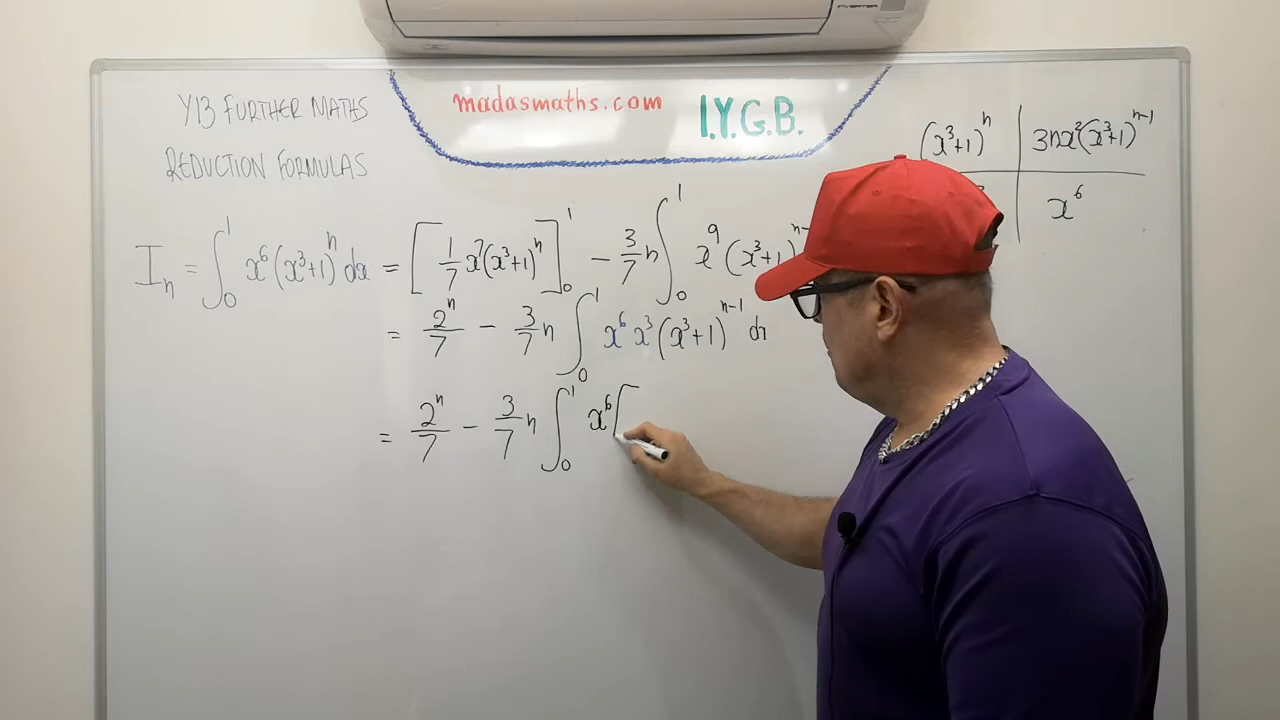 INVERTER
Y13 FURTHER MATHS
madasmaths.com
I.Y.G.B.
REDUCTION FORMULAS
(x³+1)ⁿ | 3nx²(x³+1)ⁿ⁻¹
x⁶
Iₙ = ∫₀¹ x⁶(x³+1)ⁿ dx = [1/7 x⁷(x³+1)ⁿ]₀¹ − 3/7 n ∫₀¹ x⁹ (x³+1)ⁿ⁻
= 2ⁿ/7 − 3/7 n ∫₀¹ x⁶ x³ (x³+1)ⁿ⁻¹ dx
= 2ⁿ/7 − 3/7 n ∫₀¹ x⁶ [